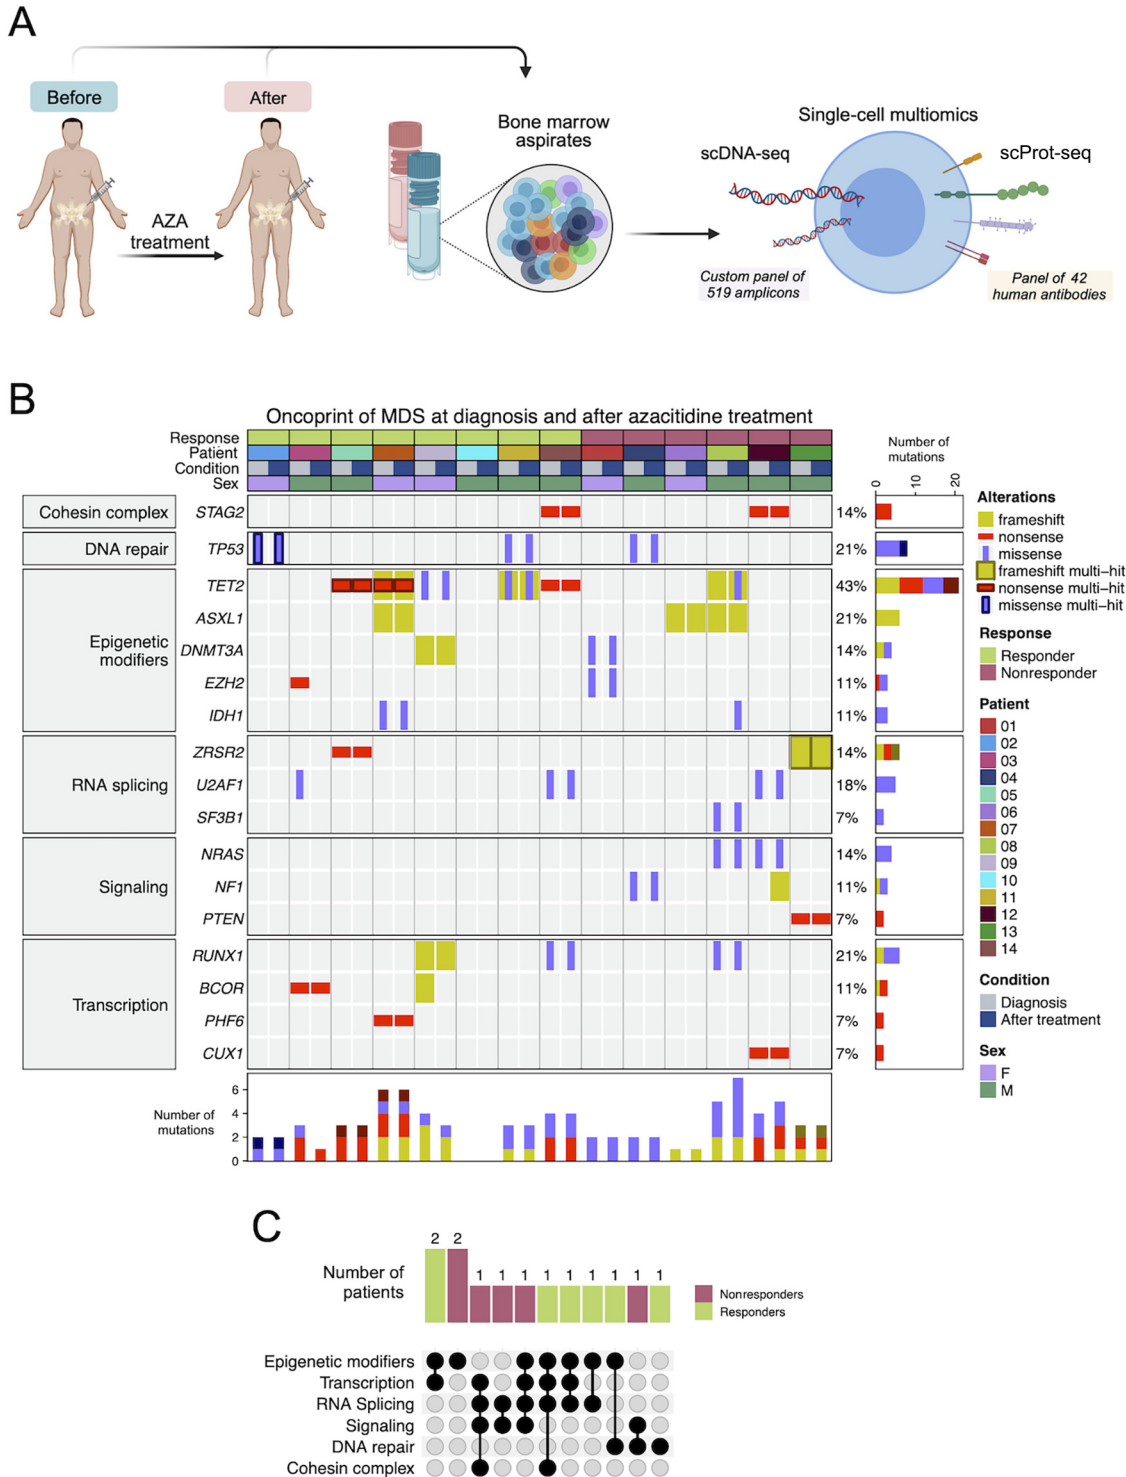 A
Before
After
AZA
treatment
Bone marrow
aspirates
Single-cell multiomics
scDNA-seq
scProt-seq
Custom panel of
519 amplicons
Panel of 42
human antibodies
B
Oncoprint of MDS at diagnosis and after azacitidine treatment
Response
Patient
Condition
Sex
Number of
mutations
0
10
20
Cohesin complex
STAG2
14%
DNA repair
TP53
21%
Epigenetic
modifiers
TET2
43%
ASXL1
21%
DNMT3A
14%
EZH2
11%
IDH1
11%
RNA splicing
ZRSR2
14%
U2AF1
18%
SF3B1
7%
Signaling
NRAS
14%
NF1
11%
PTEN
7%
Transcription
RUNX1
21%
BCOR
11%
PHF6
7%
CUX1
7%
Number of
mutations
6
4
2
0
Alterations
frameshift
nonsense
missense
frameshift multi-hit
nonsense multi-hit
missense multi-hit
Response
Responder
Nonresponder
Patient
01
02
03
04
05
06
07
08
09
10
11
12
13
14
Condition
Diagnosis
After treatment
Sex
F
M
C
Number of
patients
2 2 1 1 1 1 1 1 1 1 1
Nonresponders
Responders
Epigenetic modifiers
Transcription
RNA Splicing
Signaling
DNA repair
Cohesin complex